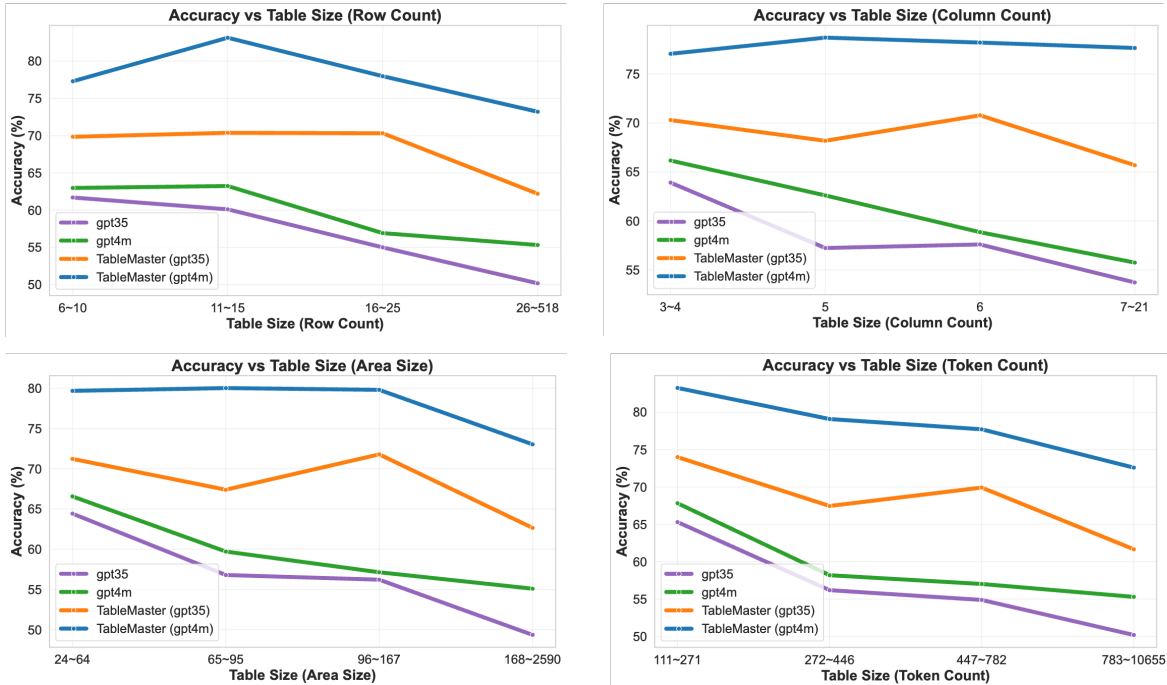 Accuracy vs Table Size (Row Count)
Accuracy (%)
80
75
70
65
60
55
50
gpt35
gpt4m
TableMaster (gpt35)
TableMaster (gpt4m)
6~10
11~15
16~25
26~518
Table Size (Row Count)
Accuracy vs Table Size (Column Count)
Accuracy (%)
75
70
65
60
55
gpt35
gpt4m
TableMaster (gpt35)
TableMaster (gpt4m)
3~4
5
6
7~21
Table Size (Column Count)
Accuracy vs Table Size (Area Size)
Accuracy (%)
80
75
70
65
60
55
50
gpt35
gpt4m
TableMaster (gpt35)
TableMaster (gpt4m)
24~64
65~95
96~167
168~2590
Table Size (Area Size)
Accuracy vs Table Size (Token Count)
Accuracy (%)
80
75
70
65
60
55
50
gpt35
gpt4m
TableMaster (gpt35)
TableMaster (gpt4m)
111~271
272~446
447~782
783~10655
Table Size (Token Count)